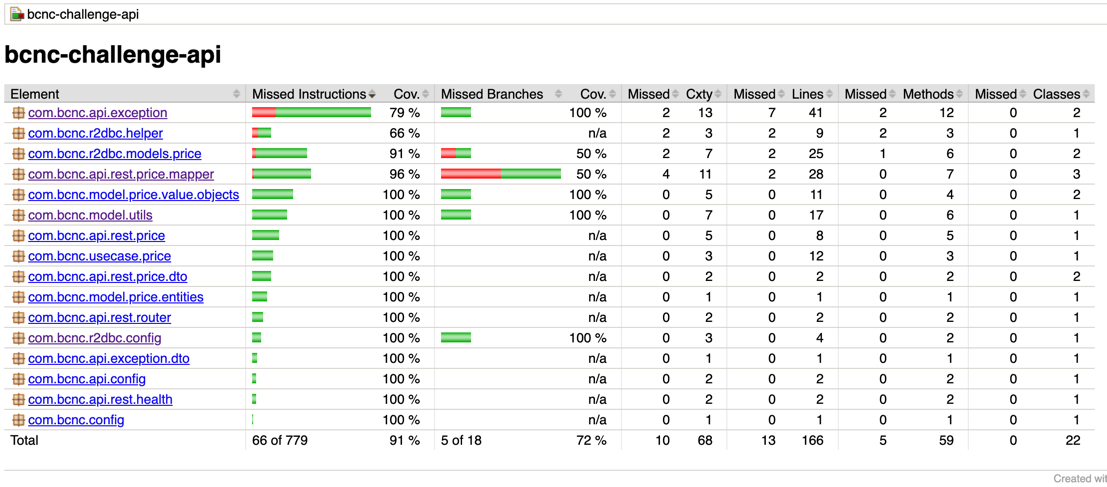 bcnc-challenge-api
bcnc-challenge-api
Element Missed Instructions Cov. Missed Branches Cov. Missed Cxty Missed Lines Missed Methods Missed Classes
com.bcnc.api.exception 79 % 100 % 2 13 7 41 2 12 0 2
com.bcnc.r2dbc.helper 66 % n/a 2 3 2 9 2 3 0 1
com.bcnc.r2dbc.models.price 91 % 50 % 2 7 2 25 1 6 0 2
com.bcnc.api.rest.price.mapper 96 % 50 % 4 11 2 28 0 7 0 3
com.bcnc.model.price.value.objects 100 % 100 % 0 5 0 11 0 4 0 2
com.bcnc.model.utils 100 % 100 % 0 7 0 17 0 6 0 1
com.bcnc.api.rest.price 100 % n/a 0 5 0 8 0 5 0 1
com.bcnc.usecase.price 100 % n/a 0 3 0 12 0 3 0 1
com.bcnc.api.rest.price.dto 100 % n/a 0 2 0 2 0 2 0 2
com.bcnc.model.price.entities 100 % n/a 0 1 0 1 0 1 0 1
com.bcnc.api.rest.router 100 % n/a 0 2 0 2 0 2 0 1
com.bcnc.r2dbc.config 100 % 100 % 0 3 0 4 0 2 0 1
com.bcnc.api.exception.dto 100 % n/a 0 1 0 1 0 1 0 1
com.bcnc.api.config 100 % n/a 0 2 0 2 0 2 0 1
com.bcnc.api.rest.health 100 % n/a 0 2 0 2 0 2 0 1
com.bcnc.config 100 % n/a 0 1 0 1 0 1 0 1
Total 66 of 779 91 % 5 of 18 72 % 10 68 13 166 5 59 0 22
Created wit